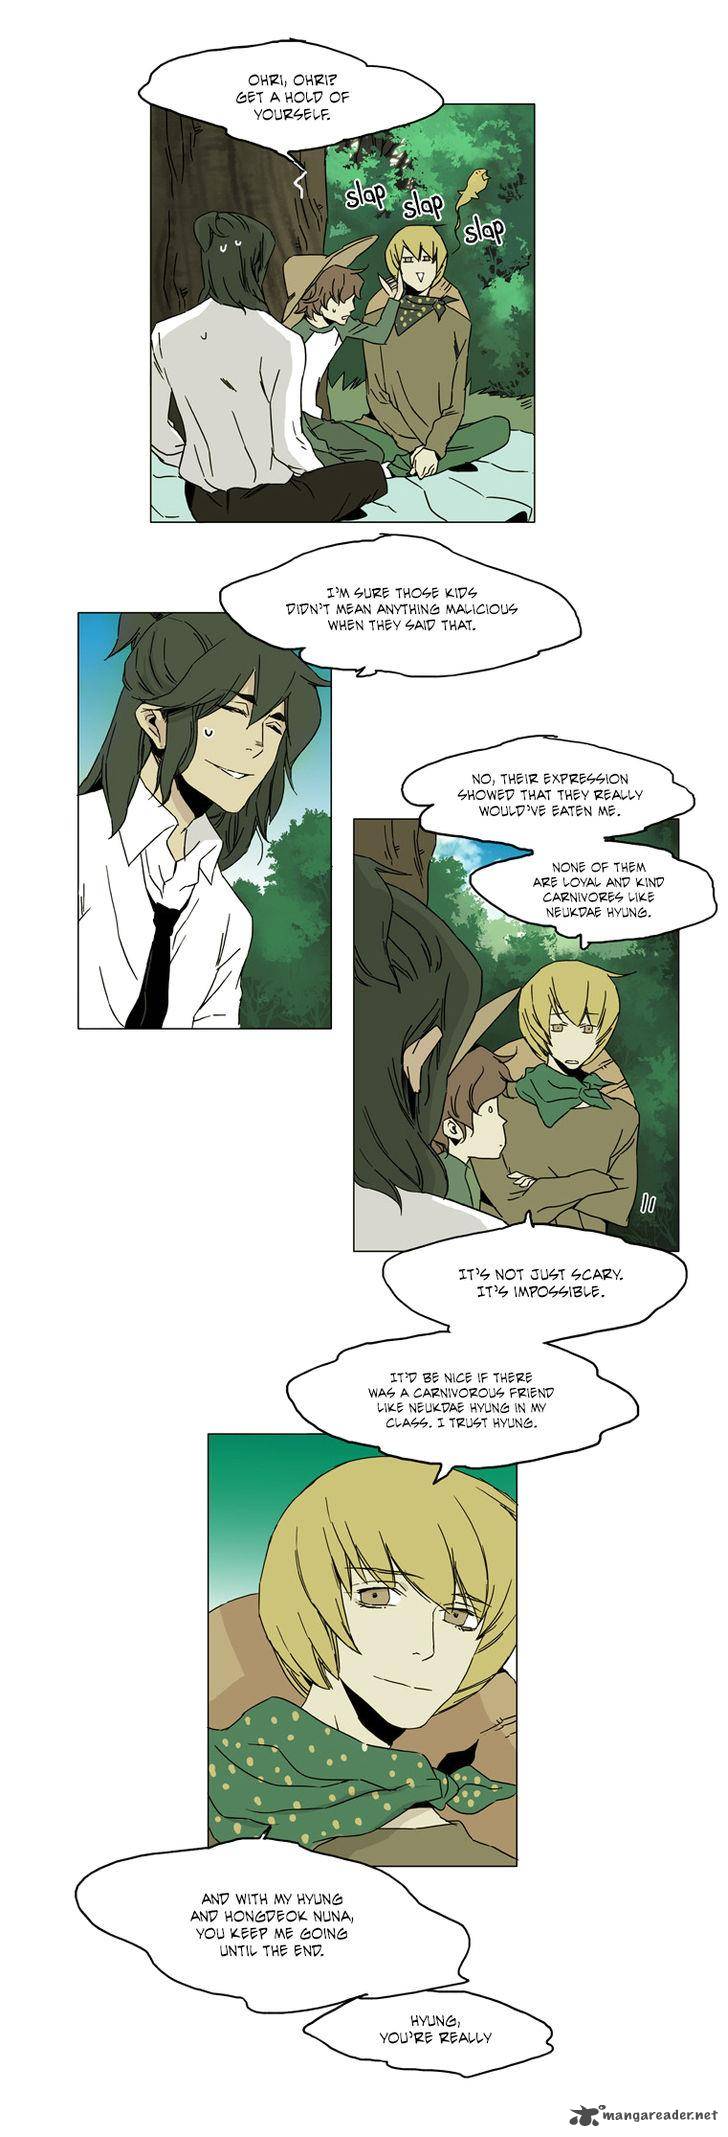 OHRI, OHRI?
GET A HOLD OF
YOURSELF.
slap
slap
slap
I'M SURE THOSE KIDS
DIDN'T MEAN ANYTHING MALICIOUS
WHEN THEY SAID THAT.
NO, THEIR EXPRESSION
SHOWED THAT THEY REALLY
WOULD'VE EATEN ME.
NONE OF THEM
ARE LOYAL AND KIND
CARNIVORES LIKE
NEUKDAE HYUNG.
IT'S NOT JUST SCARY.
IT'S IMPOSSIBLE.
IT'D BE NICE IF THERE
WAS A CARNIVOROUS FRIEND
LIKE NEUKDAE HYUNG IN MY
CLASS. I TRUST HYUNG.
AND WITH MY HYUNG
AND HONGDEOK NUNA,
YOU KEEP ME GOING
UNTIL THE END.
HYUNG,
YOU'RE REALLY
mangareader.net